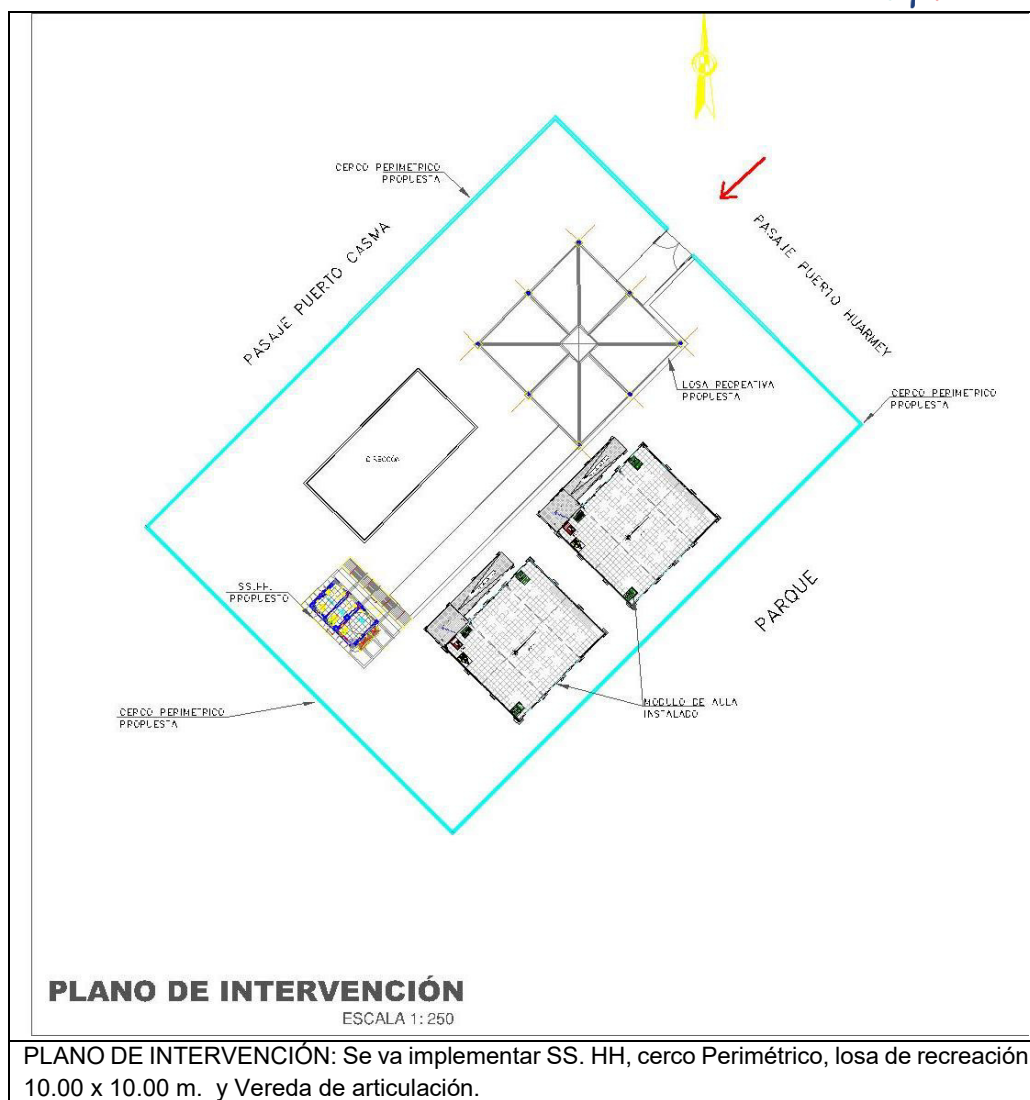 CERCO PERIMETRICO
PROPUESTA
PASAJE PUERTO CASMA
PASAJE PUERTO HUARMEY
LOSA RECREATIVA
PROPUESTA
CERCO PERIMETRICO
PROPUESTA
DIRECCIÓN
SS.HH.
PROPUESTO
PARQUE
CERCO PERIMETRICO
PROPUESTA
MODULO DE AULA
INSTALADO
PLANO DE INTERVENCIÓN
ESCALA 1:250
PLANO DE INTERVENCIÓN: Se va implementar SS. HH, cerco Perimétrico, losa de recreación
10.00 x 10.00 m. y Vereda de articulación.